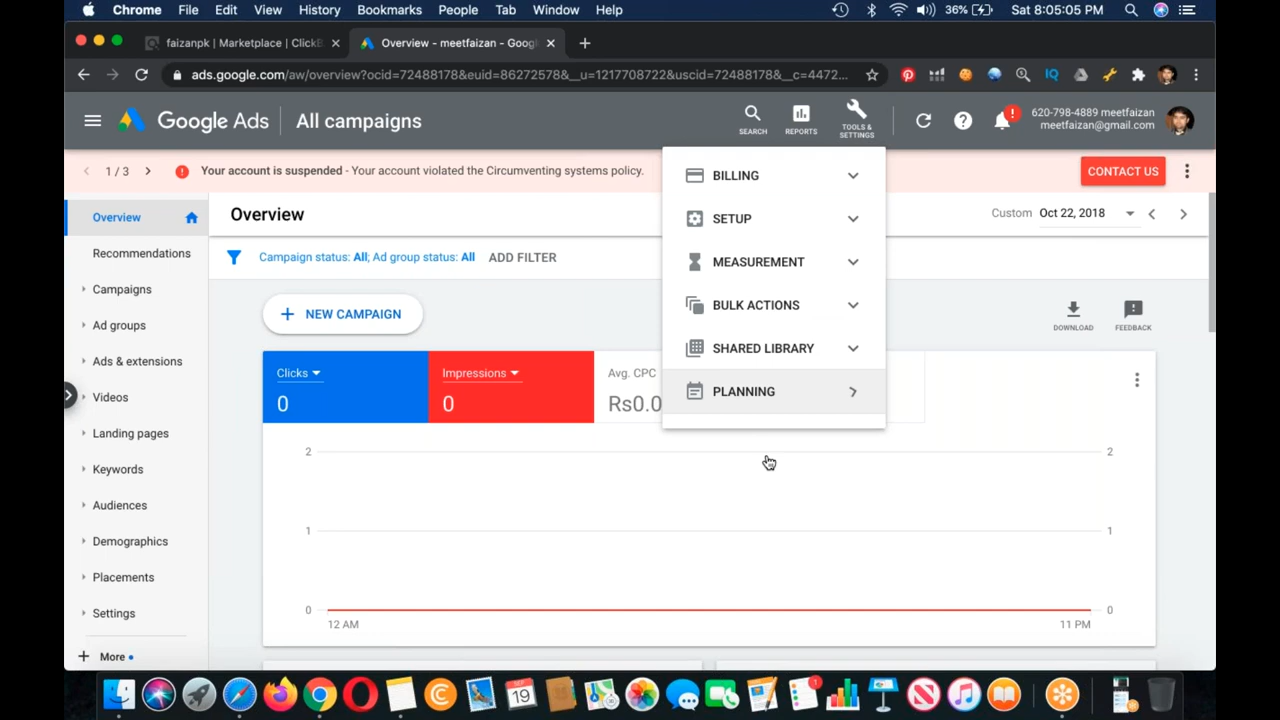 Chrome File Edit View History Bookmarks People Tab Window Help 36% Sat 8:05:05 PM
faizanpk | Marketplace | ClickB Overview - meetfaizan - Goog
ads.google.com/aw/overview?ocid=72488178&euid=86272578&__u=1217708722&uscid=72488178&__c=4472... IQ
Google Ads All campaigns SEARCH REPORTS TOOLS & SETTINGS ! 620-798-4889 meetfaizan
meetfaizan@gmail.com
1 / 3 Your account is suspended - Your account violated the Circumventing systems policy. CONTACT US
BILLING
SETUP
MEASUREMENT
BULK ACTIONS
SHARED LIBRARY
PLANNING
Overview
Recommendations
Campaigns
Ad groups
Ads & extensions
Videos
Landing pages
Keywords
Audiences
Demographics
Placements
Settings
More
Overview Custom Oct 22, 2018
Campaign status: All; Ad group status: All ADD FILTER
NEW CAMPAIGN DOWNLOAD FEEDBACK
Clicks Impressions Avg. CPC
0 0 Rs0.0
2 2
1 1
0 0
12 AM 11 PM
19 1